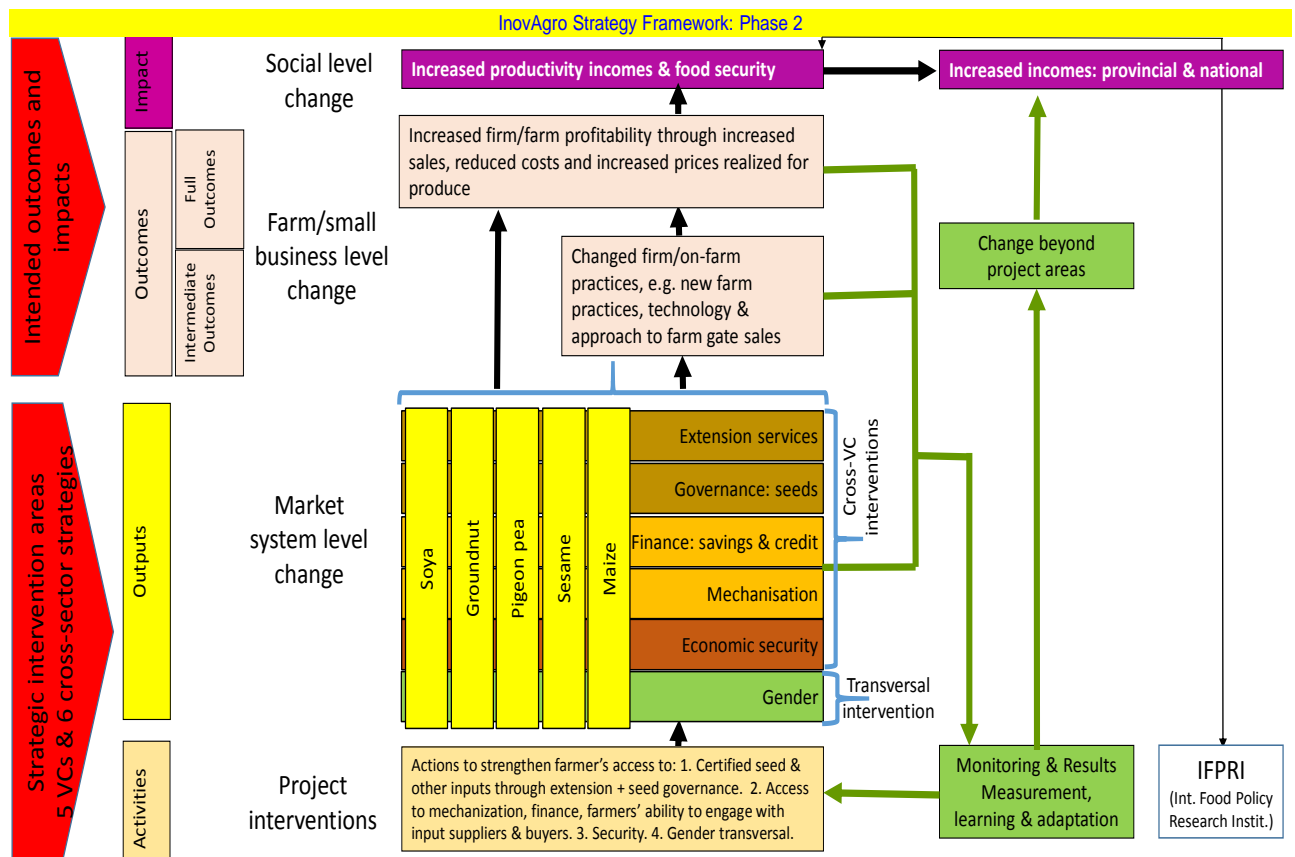 InovAgro Strategy Framework: Phase 2
Intended outcomes and
impacts
Impact
Outcomes
Full
Outcomes
Intermediate
Outcomes
Social level
change
Increased productivity incomes & food security
Increased incomes: provincial & national
Farm/small
business level
change
Increased firm/farm profitability through increased
sales, reduced costs and increased prices realized for
produce
Changed firm/on-farm
practices, e.g. new farm
practices, technology &
approach to farm gate sales
Change beyond
project areas
Strategic intervention areas
5 VCs & 6 cross-sector strategies
Outputs
Activities
Market
system level
change
Soya
Groundnut
Pigeon pea
Sesame
Maize
Extension services
Governance: seeds
Finance: savings & credit
Mechanisation
Economic security
Gender
Cross-VC
interventions
Transversal
intervention
Project
interventions
Actions to strengthen farmer's access to: 1. Certified seed &
other inputs through extension + seed governance. 2. Access
to mechanization, finance, farmers' ability to engage with
input suppliers & buyers. 3. Security. 4. Gender transversal.
Monitoring & Results
Measurement,
learning & adaptation
IFPRI
(Int. Food Policy
Research Instit.)